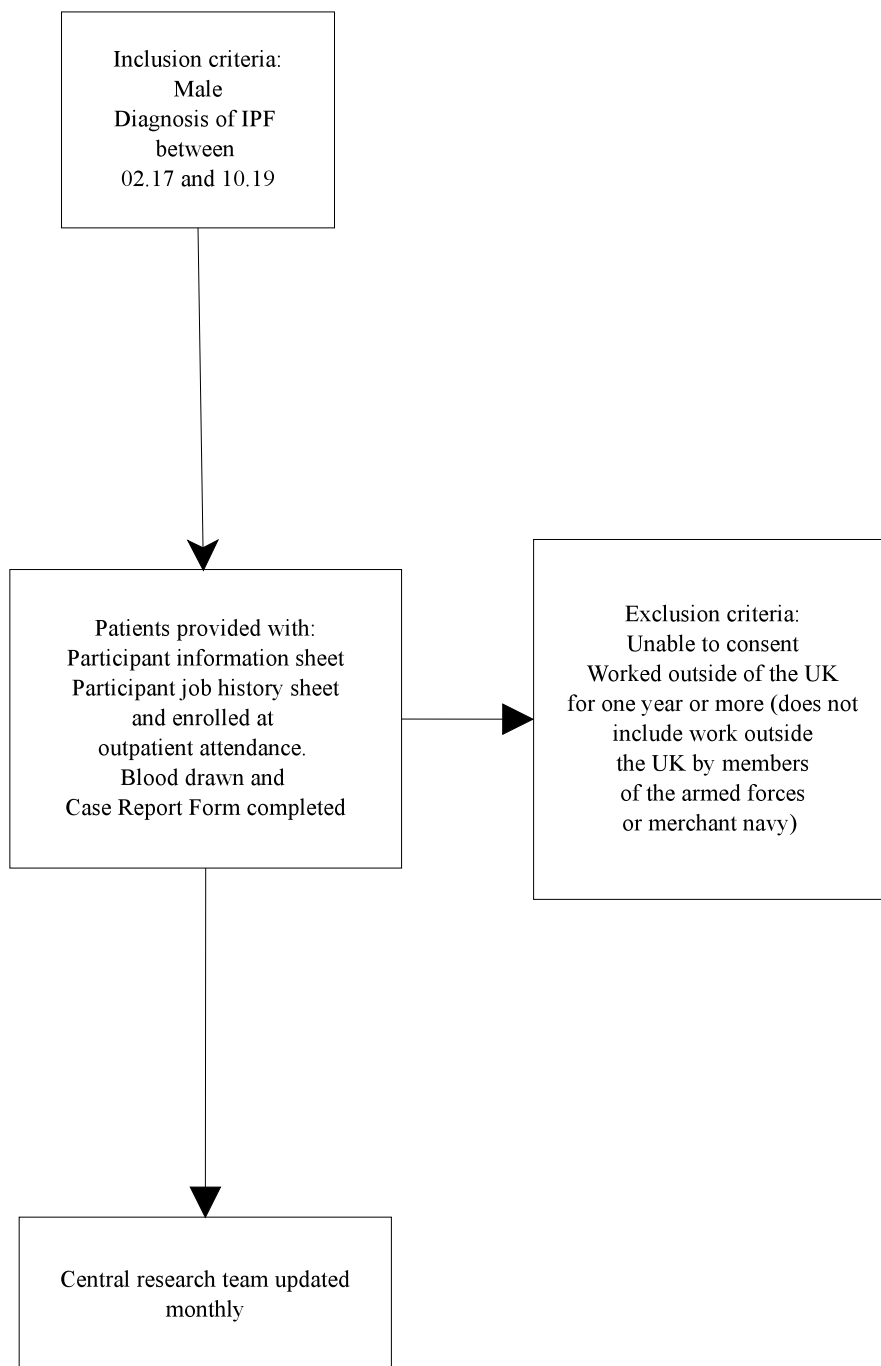 Inclusion criteria:
Male
Diagnosis of IPF
between
02.17 and 10.19
Patients provided with:
Participant information sheet
Participant job history sheet
and enrolled at
outpatient attendance.
Blood drawn and
Case Report Form completed
Exclusion criteria:
Unable to consent
Worked outside of the UK
for one year or more (does not
include work outside
the UK by members
of the armed forces
or merchant navy)
Central research team updated
monthly